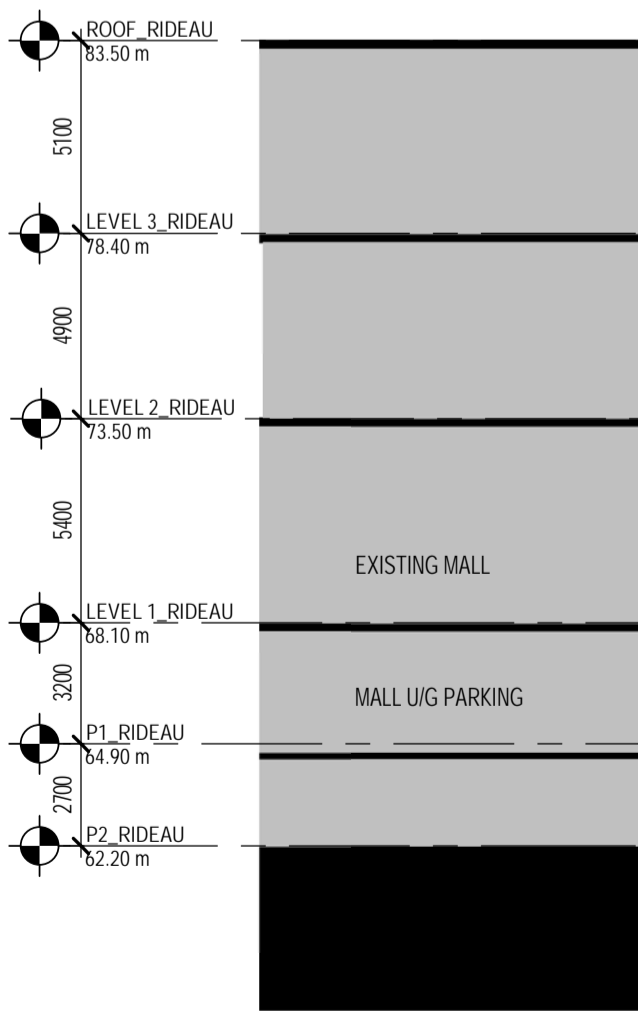 ROOF_RIDEAU
83.50 m
5100
LEVEL 3_RIDEAU
78.40 m
4900
LEVEL 2_RIDEAU
73.50 m
5400
EXISTING MALL
LEVEL 1_RIDEAU
68.10 m
3200
MALL U/G PARKING
P1_RIDEAU
64.90 m
2700
P2_RIDEAU
62.20 m